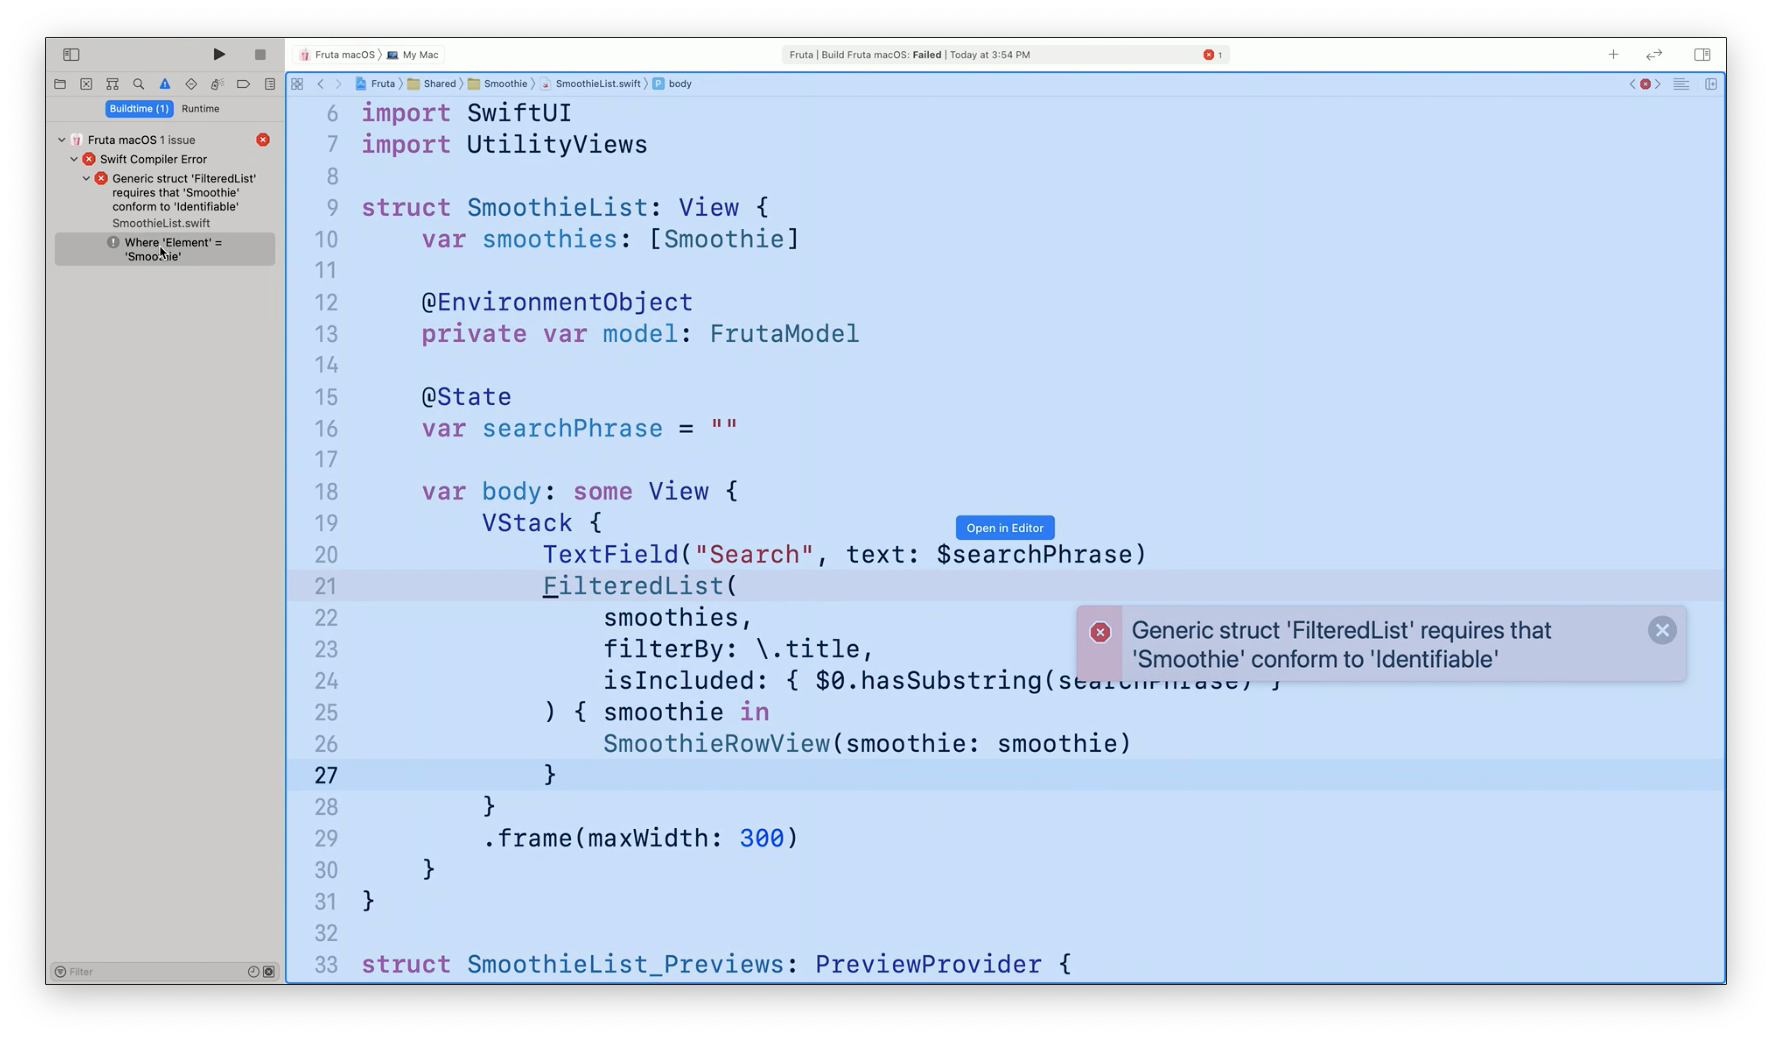 Fruta macOS 〉 My Mac
Fruta | Build Fruta macOS: Failed | Today at 3:54 PM
1
Fruta 〉 Shared 〉 Smoothie 〉 SmoothieList.swift 〉 P body
Buildtime (1) Runtime
Fruta macOS 1 issue
Swift Compiler Error
Generic struct 'FilteredList'
requires that 'Smoothie'
conform to 'Identifiable'
SmoothieList.swift
Where 'Element' =
'Smoothie'
Filter
6 import SwiftUI
7 import UtilityViews
8
9 struct SmoothieList: View {
10 var smoothies: [Smoothie]
11
12 @EnvironmentObject
13 private var model: FrutaModel
14
15 @State
16 var searchPhrase = ""
17
18 var body: some View {
19 VStack {
Open in Editor
20 TextField("Search", text: $searchPhrase)
21 FilteredList(
22 smoothies,
23 filterBy: \.title,
24 isIncluded: { $0.hasSubstring(searchPhrase) }
Generic struct 'FilteredList' requires that
'Smoothie' conform to 'Identifiable'
25 ) { smoothie in
26 SmoothieRowView(smoothie: smoothie)
27 }
28 }
29 .frame(maxWidth: 300)
30 }
31 }
32
33 struct SmoothieList_Previews: PreviewProvider {